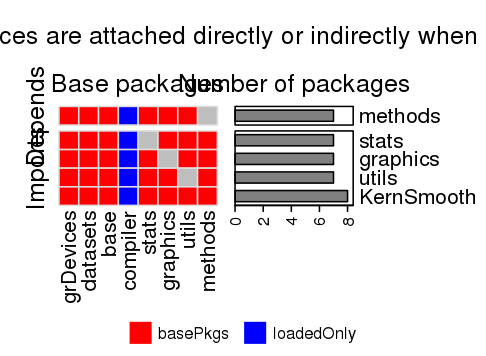 ces are attached directly or indirectly when
Base packages
Number of packages
Depends
Imports
methods
stats
graphics
utils
KernSmooth
grDevices
datasets
base
compiler
stats
graphics
utils
methods
0
2
4
6
8
basePkgs
loadedOnly